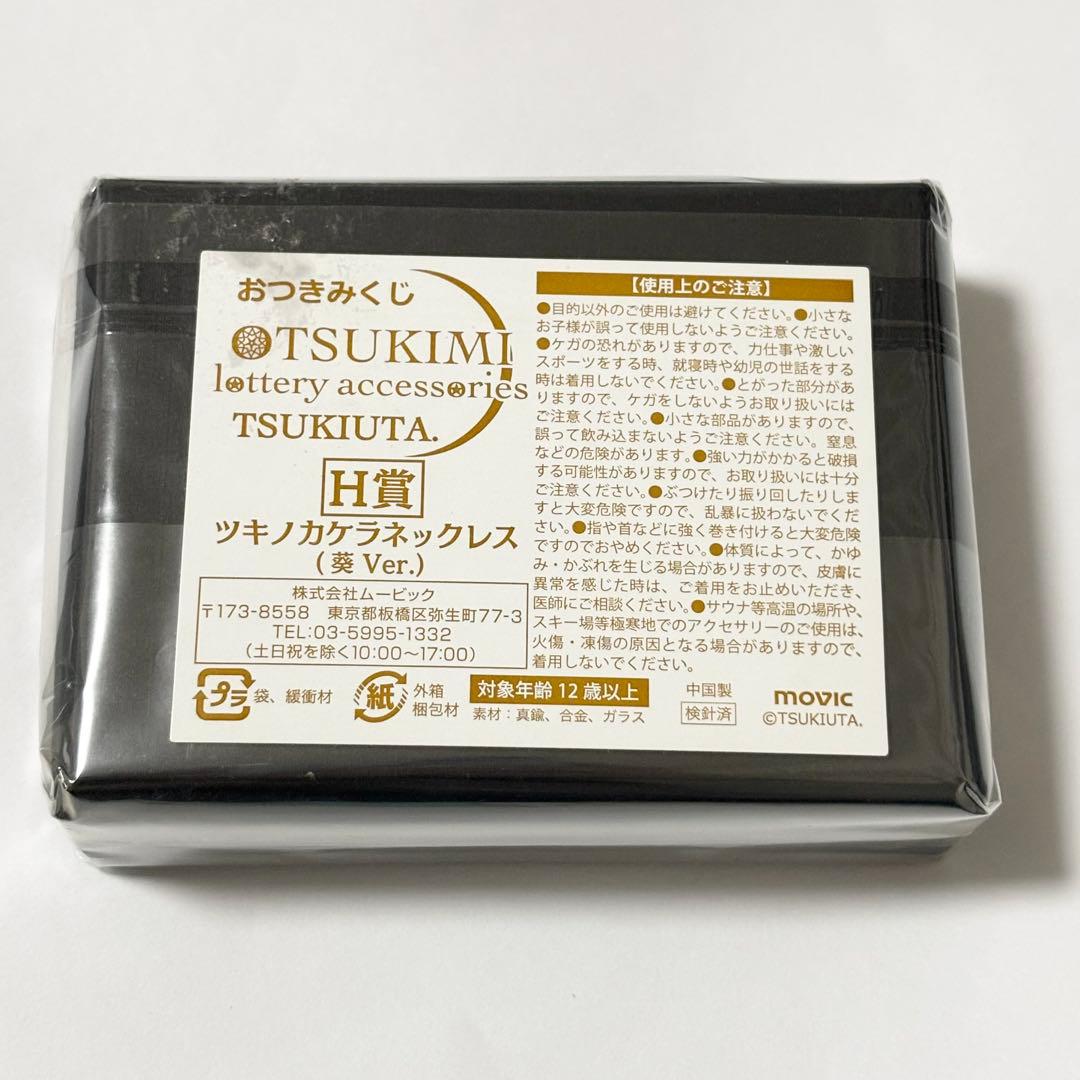 おつきみくじ
OTSUKIMI
lottery accessories
TSUKIUTA.
H賞
ツキノカケラネックレス
(葵 Ver.)
株式会社ムービック
〒173-8558 東京都板橋区弥生町77-3
TEL:03-5995-1332
(土日祝を除く10:00〜17:00)
【使用上のご注意】
●目的以外のご使用は避けてください。●小さな
お子様が誤って使用しないようご注意ください。
●ケガの恐れがありますので、力仕事や激しい
スポーツをする時、就寝時や幼児の世話をする
時は着用しないでください。●とがった部分があ
りますので、ケガをしないようお取り扱いには
ご注意ください。●小さな部品がありますので、
誤って飲み込まないようご注意ください。窒息
などの危険があります。●強い力がかかると破損
する可能性がありますので、お取り扱いには十分
ご注意ください。●ぶつけたり振り回したりしま
すと大変危険ですので、乱暴に扱わないでくだ
さい。●指や首などに強く巻き付けると大変危険
ですのでおやめください。●体質によって、かゆ
み・かぶれを生じる場合がありますので、皮膚に
異常を感じた時は、ご着用をお止めいただき、
医師にご相談ください。●サウナ等高温の場所や、
スキー場等極寒地でのアクセサリーのご使用は、
火傷・凍傷の原因となる場合がありますので、
着用しないでください。
プラ 袋、緩衝材
紙 外箱
梱包材
対象年齢 12 歳以上
素材：真鍮、合金、ガラス
中国製
検針済
movic
©TSUKIUTA.